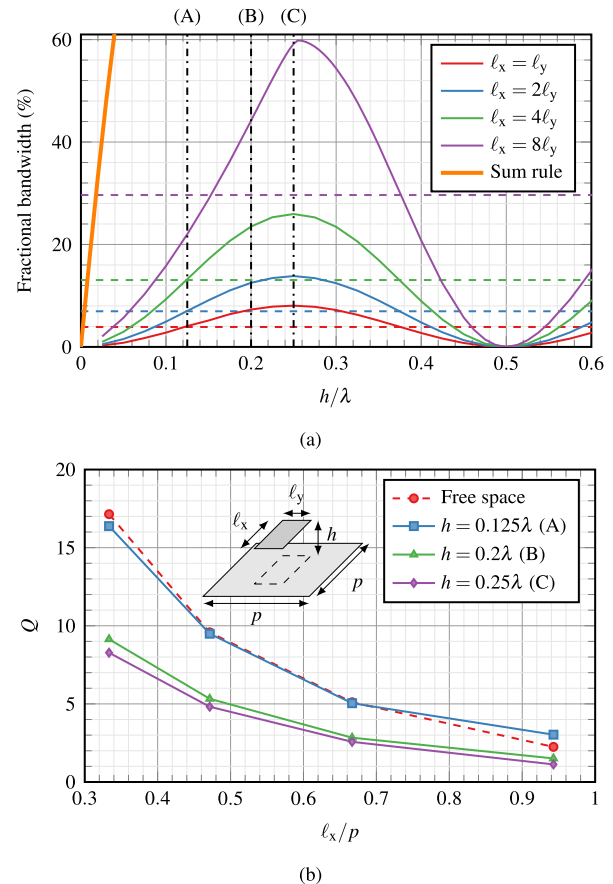 (A) (B) (C)
60
40
20
0
Fractional bandwidth (%)
ℓx = ℓy
ℓx = 2ℓy
ℓx = 4ℓy
ℓx = 8ℓy
Sum rule
0 0.1 0.2 0.3 0.4 0.5 0.6
h/λ
(a)
20
15
10
5
0
Q
Free space
h = 0.125λ (A)
h = 0.2λ (B)
h = 0.25λ (C)
ℓy
ℓx
h
p
p
0.3 0.4 0.5 0.6 0.7 0.8 0.9 1
ℓx/p
(b)